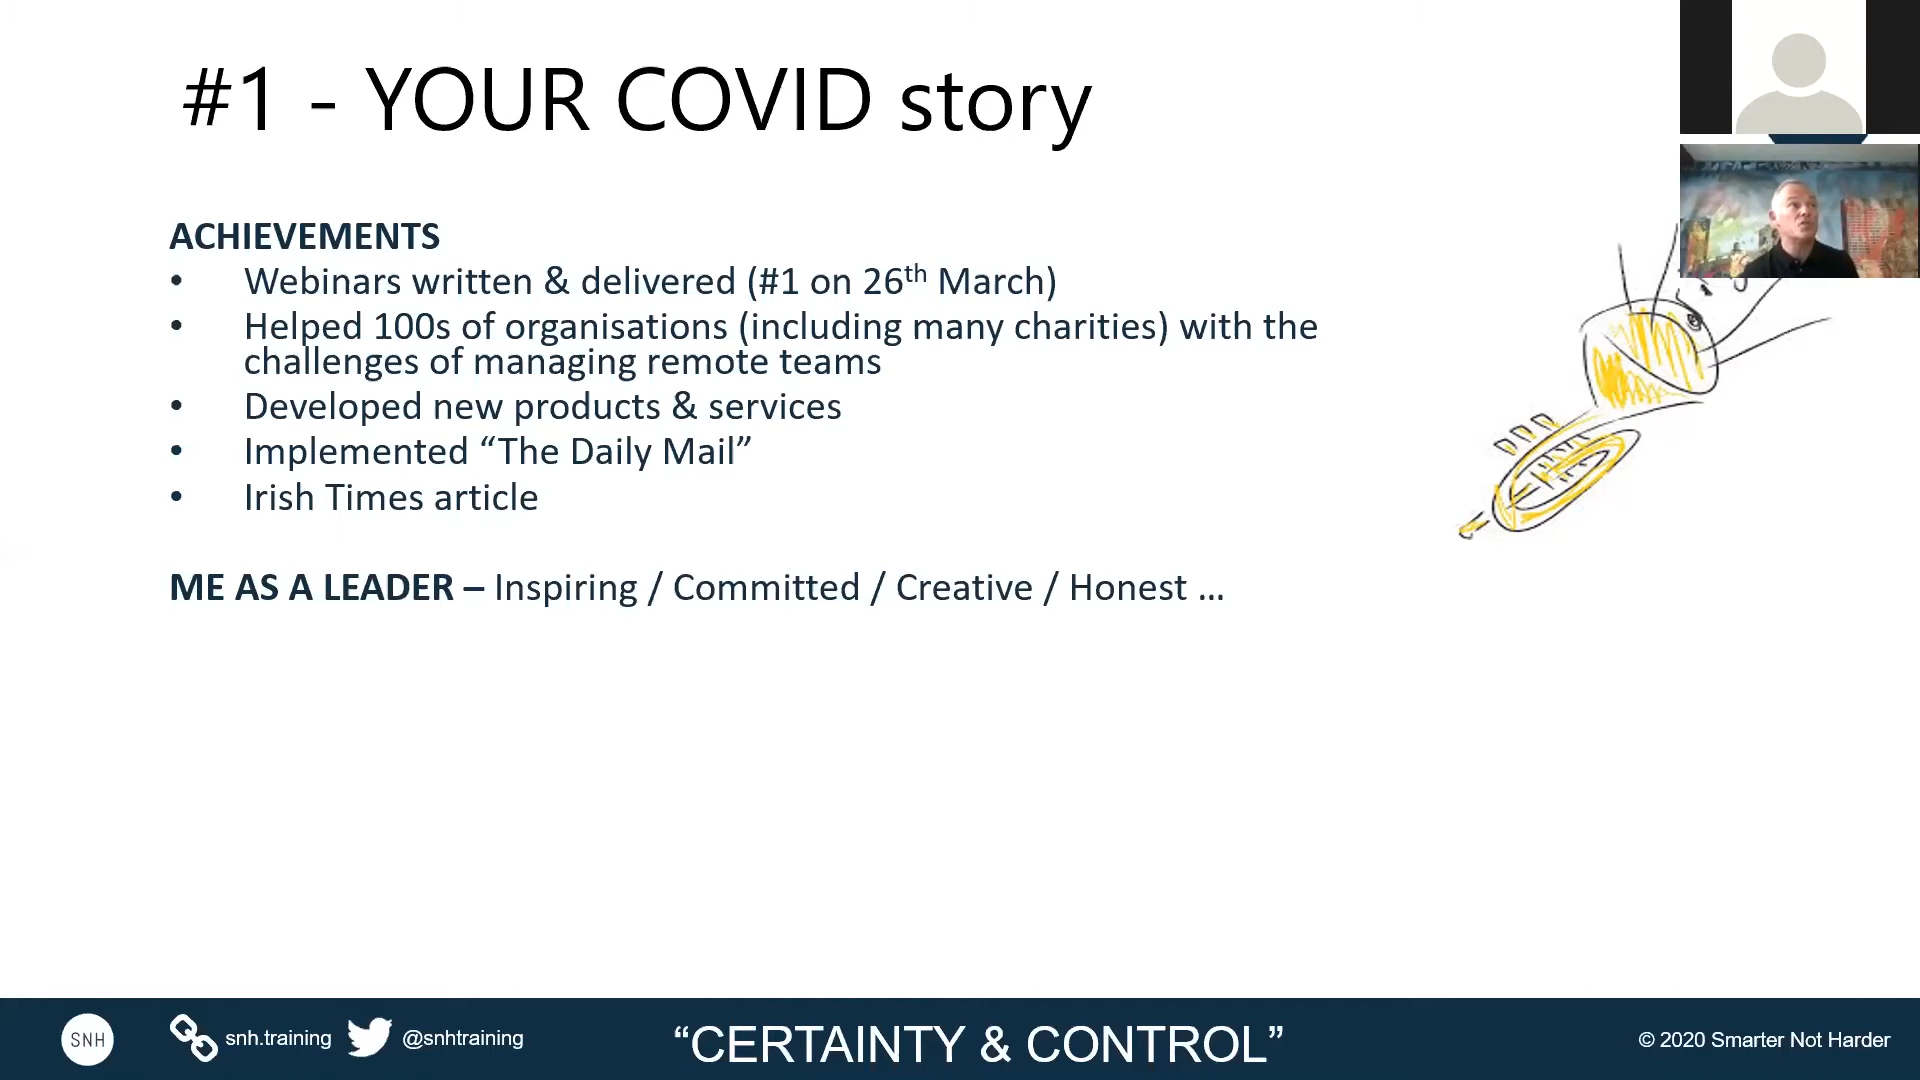 #1 - YOUR COVID story
ACHIEVEMENTS
• Webinars written & delivered (#1 on 26th March)
• Helped 100s of organisations (including many charities) with the
challenges of managing remote teams
• Developed new products & services
• Implemented “The Daily Mail”
• Irish Times article
ME AS A LEADER – Inspiring / Committed / Creative / Honest ...
SNH
snh.training
@snhtraining
“CERTAINTY & CONTROL”
© 2020 Smarter Not Harder